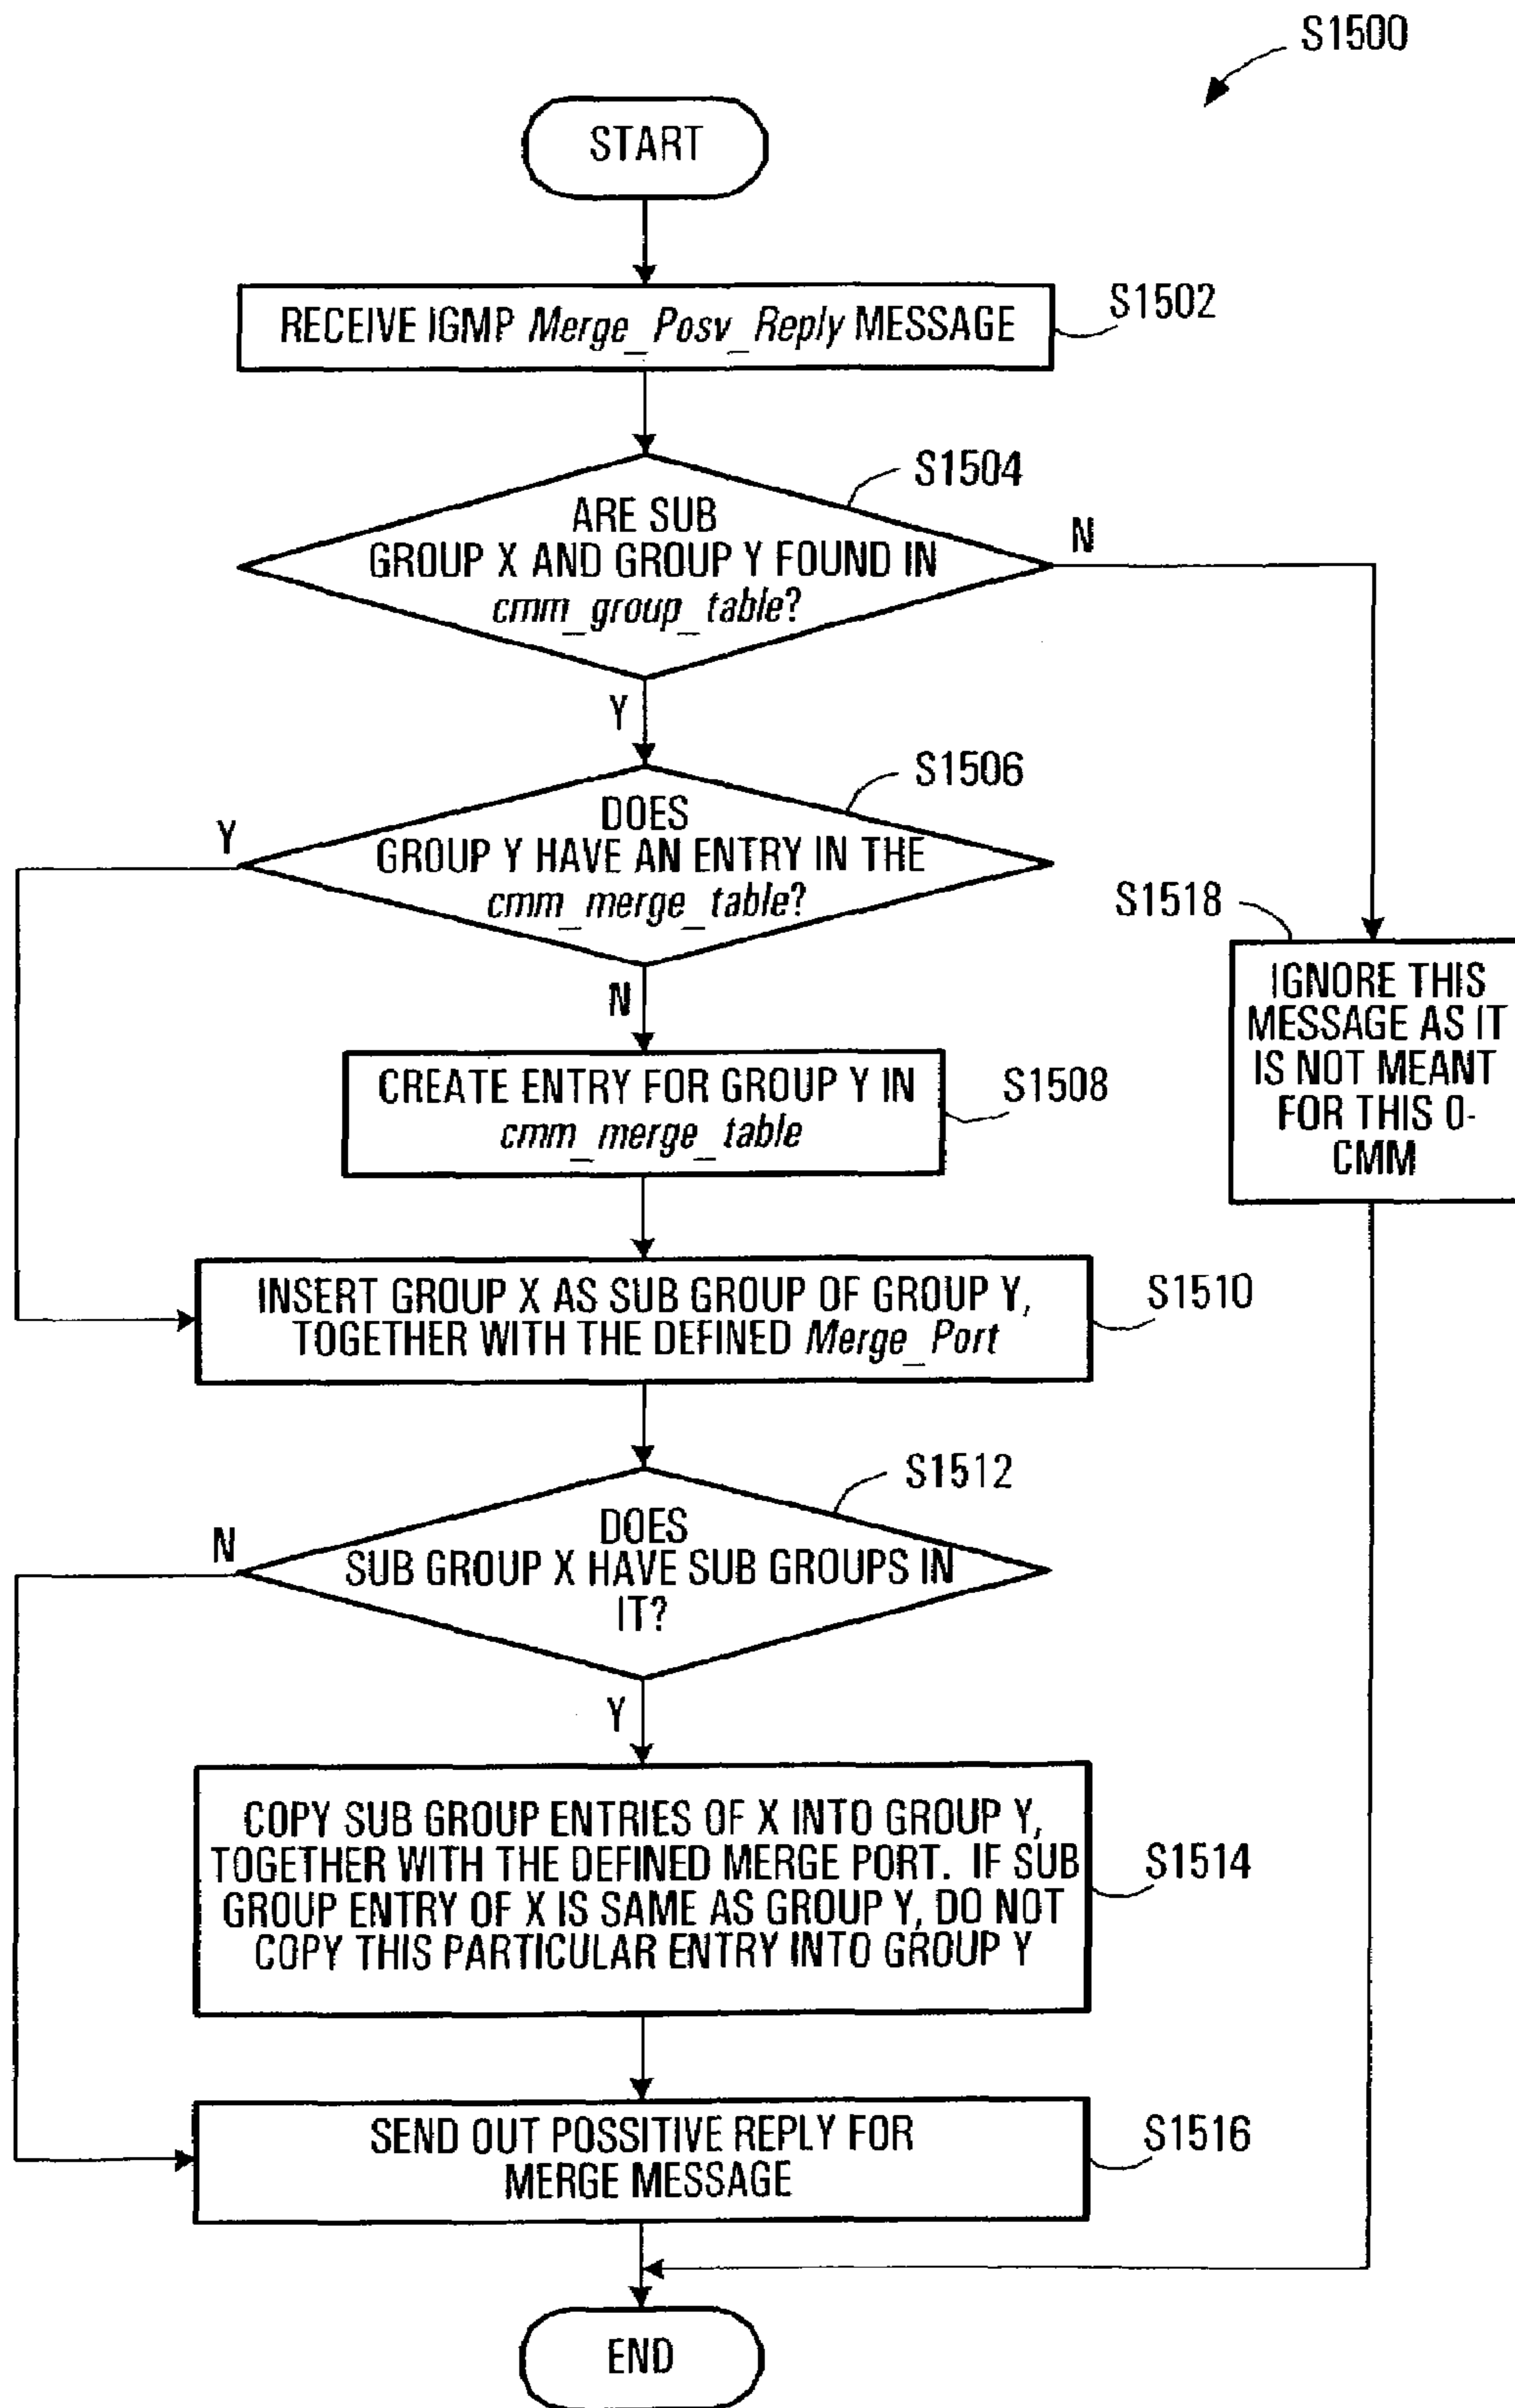 S1500
START
RECEIVE IGMP Merge_Posv_Reply MESSAGE
S1502
S1504
ARE SUB
GROUP X AND GROUP Y FOUND IN
cmm_group_table?
N
Y
S1506
DOES
GROUP Y HAVE AN ENTRY IN THE
cmm_merge_table?
Y
N
S1518
IGNORE THIS
MESSAGE AS IT
IS NOT MEANT
FOR THIS O-
CMM
CREATE ENTRY FOR GROUP Y IN
cmm_merge_table
S1508
INSERT GROUP X AS SUB GROUP OF GROUP Y,
TOGETHER WITH THE DEFINED Merge_Port
S1510
S1512
DOES
SUB GROUP X HAVE SUB GROUPS IN
IT?
N
Y
COPY SUB GROUP ENTRIES OF X INTO GROUP Y,
TOGETHER WITH THE DEFINED MERGE PORT. IF SUB
GROUP ENTRY OF X IS SAME AS GROUP Y, DO NOT
COPY THIS PARTICULAR ENTRY INTO GROUP Y
S1514
SEND OUT POSSITIVE REPLY FOR
MERGE MESSAGE
S1516
END